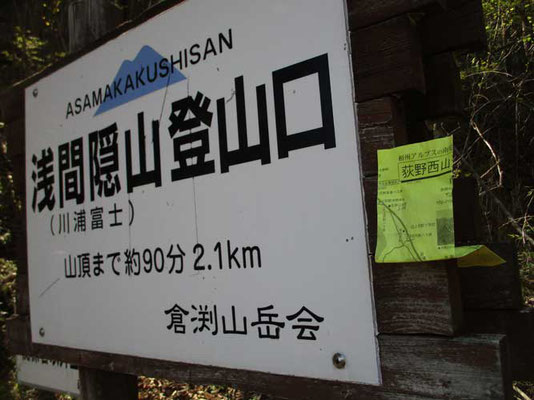 ASAMAKAKUSHISAN
浅間隠山登山口
(川浦富士)
山頂まで約90分 2.1km
倉渕山岳会
荻野西山